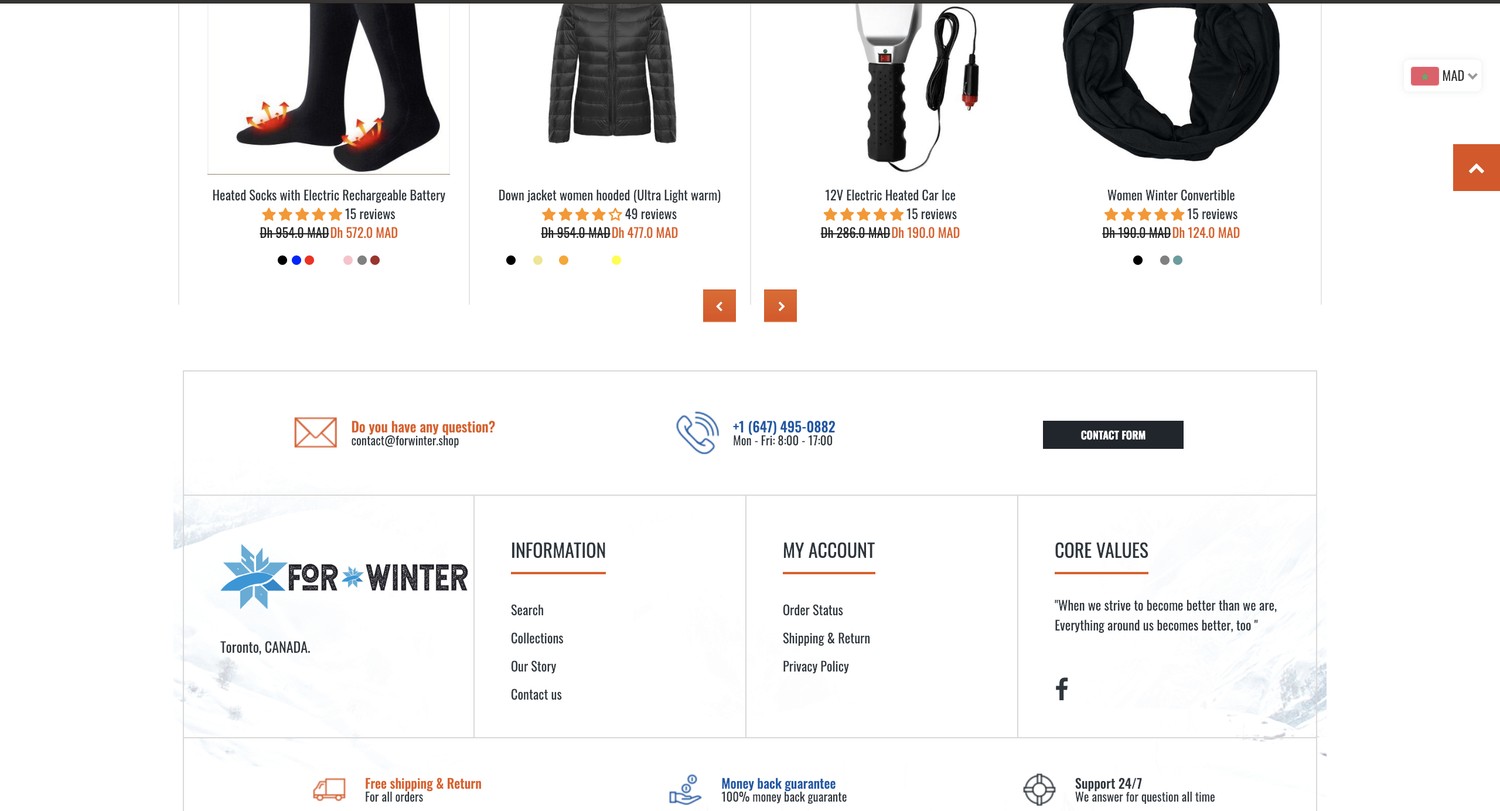 MAD
Heated Socks with Electric Rechargeable Battery
15 reviews
Dh 954.0 MAD Dh 572.0 MAD
Down jacket women hooded (Ultra Light warm)
49 reviews
Dh 954.0 MAD Dh 477.0 MAD
12V Electric Heated Car Ice
15 reviews
Dh 286.0 MAD Dh 190.0 MAD
Women Winter Convertible
15 reviews
Dh 190.0 MAD Dh 124.0 MAD
Do you have any question?
contact@forwinter.shop
+1 (647) 495-0882
Mon - Fri: 8:00 - 17:00
CONTACT FORM
FOR WINTER
Toronto, CANADA.
INFORMATION
Search
Collections
Our Story
Contact us
MY ACCOUNT
Order Status
Shipping & Return
Privacy Policy
CORE VALUES
"When we strive to become better than we are,
Everything around us becomes better, too "
Free shipping & Return
For all orders
Money back guarantee
100% money back guarante
Support 24/7
We answer for question all time